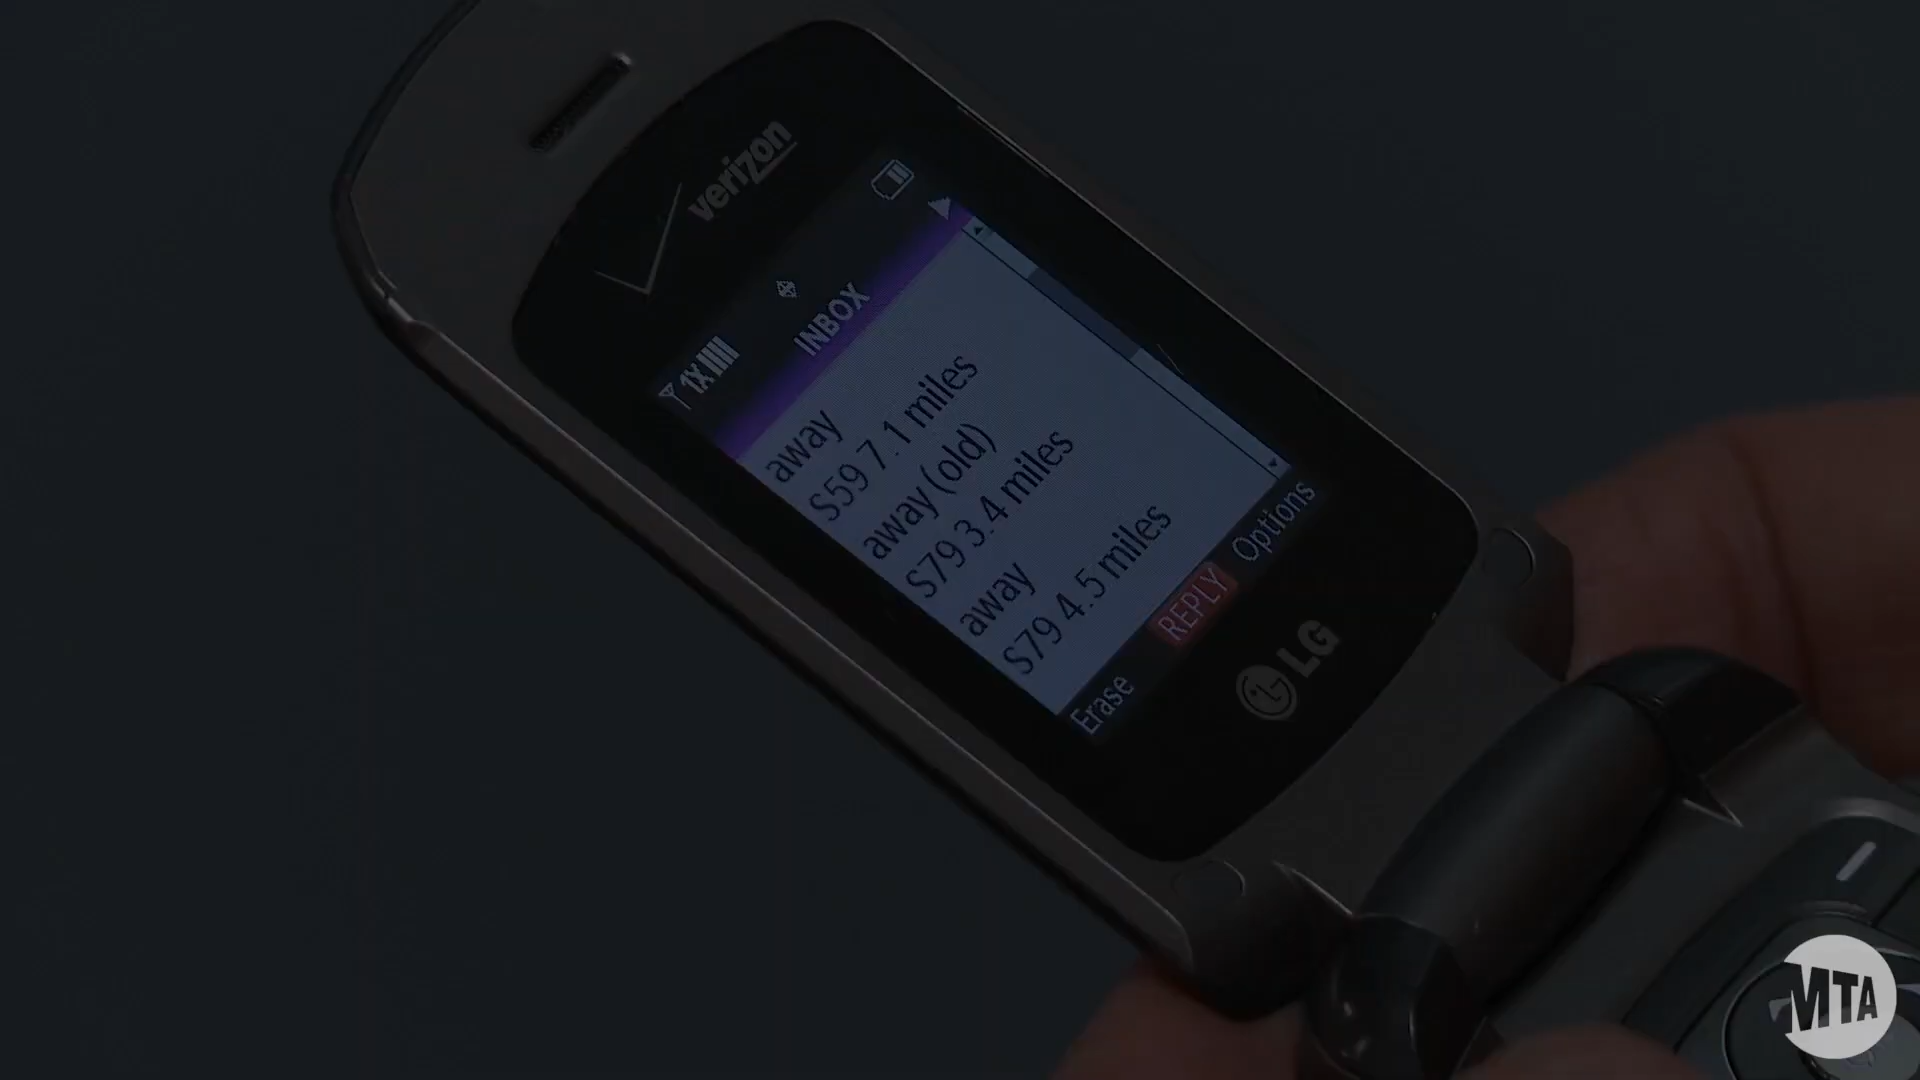 verizon
1X
INBOX
away
S59 7.1 miles
away (old)
S79 3.4 miles
away
S79 4.5 miles
Erase
REPLY
Options
LG
MTA